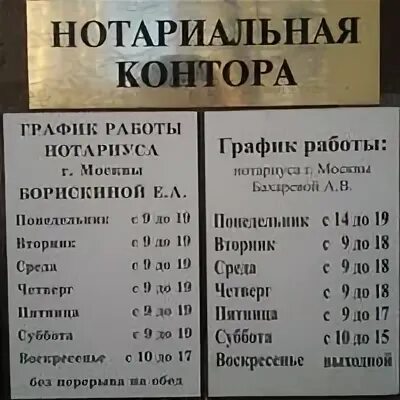 НОТАРИАЛЬНАЯ
КОНТОРА
ГРАФИК РАБОТЫ
НОТАРИУСА
г. Москвы
БОРИСКИНОЙ Е.А.
Понедельник с 9 до 19
Вторник с 9 до 19
Среда с 9 до 19
Четверг с 9 до 19
Пятница с 9 до 19
Суббота с 9 до 19
Воскресенье с 10 до 17
без перерыва на обед
График работы:
нотариуса г. Москвы
Бахаревой А.В.
Понедельник с 14 до 19
Вторник с 9 до 18
Среда с 9 до 18
Четверг с 9 до 18
Пятница с 9 до 17
Суббота с 10 до 15
Воскресенье выходной